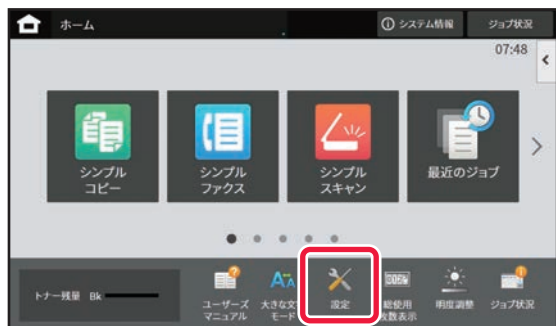 ホーム
システム情報
ジョブ状況
07:48
シンプル
コピー
シンプル
ファクス
シンプル
スキャン
最近のジョブ
トナー残量 Bk
ユーザーズ
マニュアル
大きな文字
モード
設定
総使用
枚数表示
明度調整
ジョブ状況